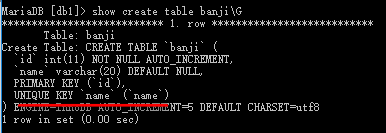 MariaDB [db1]> show create table banji\G
*************************** 1. row ***************************
Table: banji
Create Table: CREATE TABLE `banji` (
`id` int(11) NOT NULL AUTO_INCREMENT,
`name` varchar(20) DEFAULT NULL,
PRIMARY KEY (`id`),
UNIQUE KEY `name` (`name`)
) ENGINE=InnoDB AUTO_INCREMENT=5 DEFAULT CHARSET=utf8
1 row in set (0.00 sec)